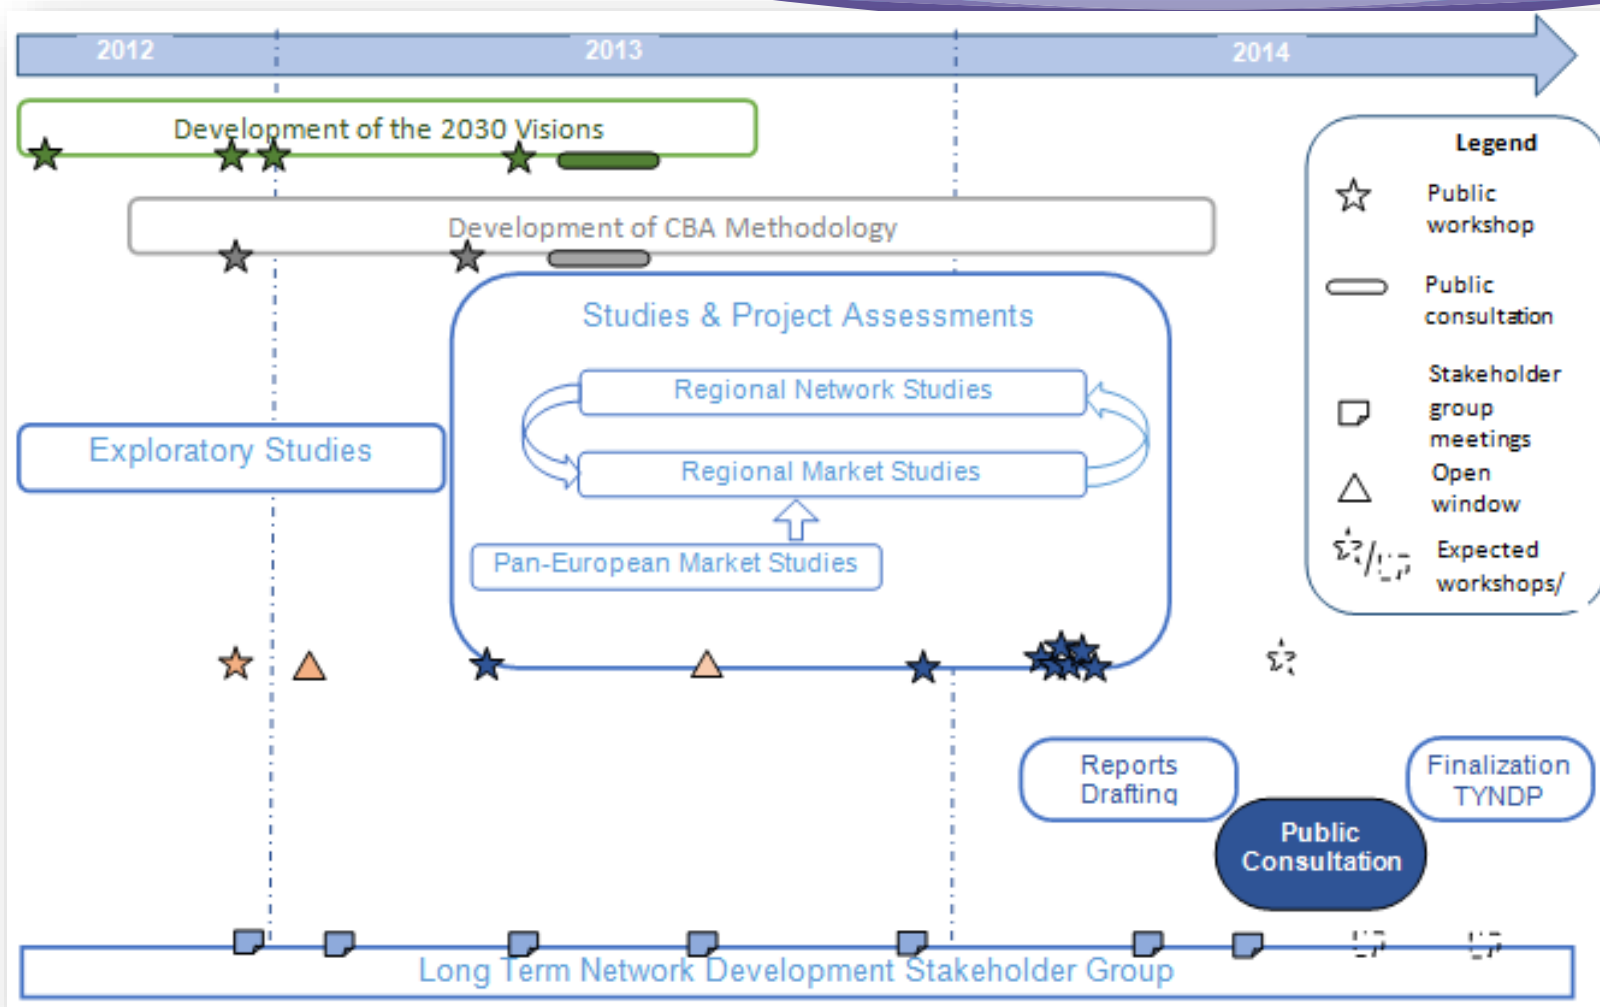 2012
2013
2014
Development of the 2030 Visions
Development of CBA Methodology
Studies & Project Assessments
Regional Network Studies
Regional Market Studies
Pan-European Market Studies
Exploratory Studies
Legend
Public
workshop
Public
consultation
Stakeholder
group
meetings
Open
window
Expected
workshops/
Reports
Drafting
Public
Consultation
Finalization
TYNDP
Long Term Network Development Stakeholder Group